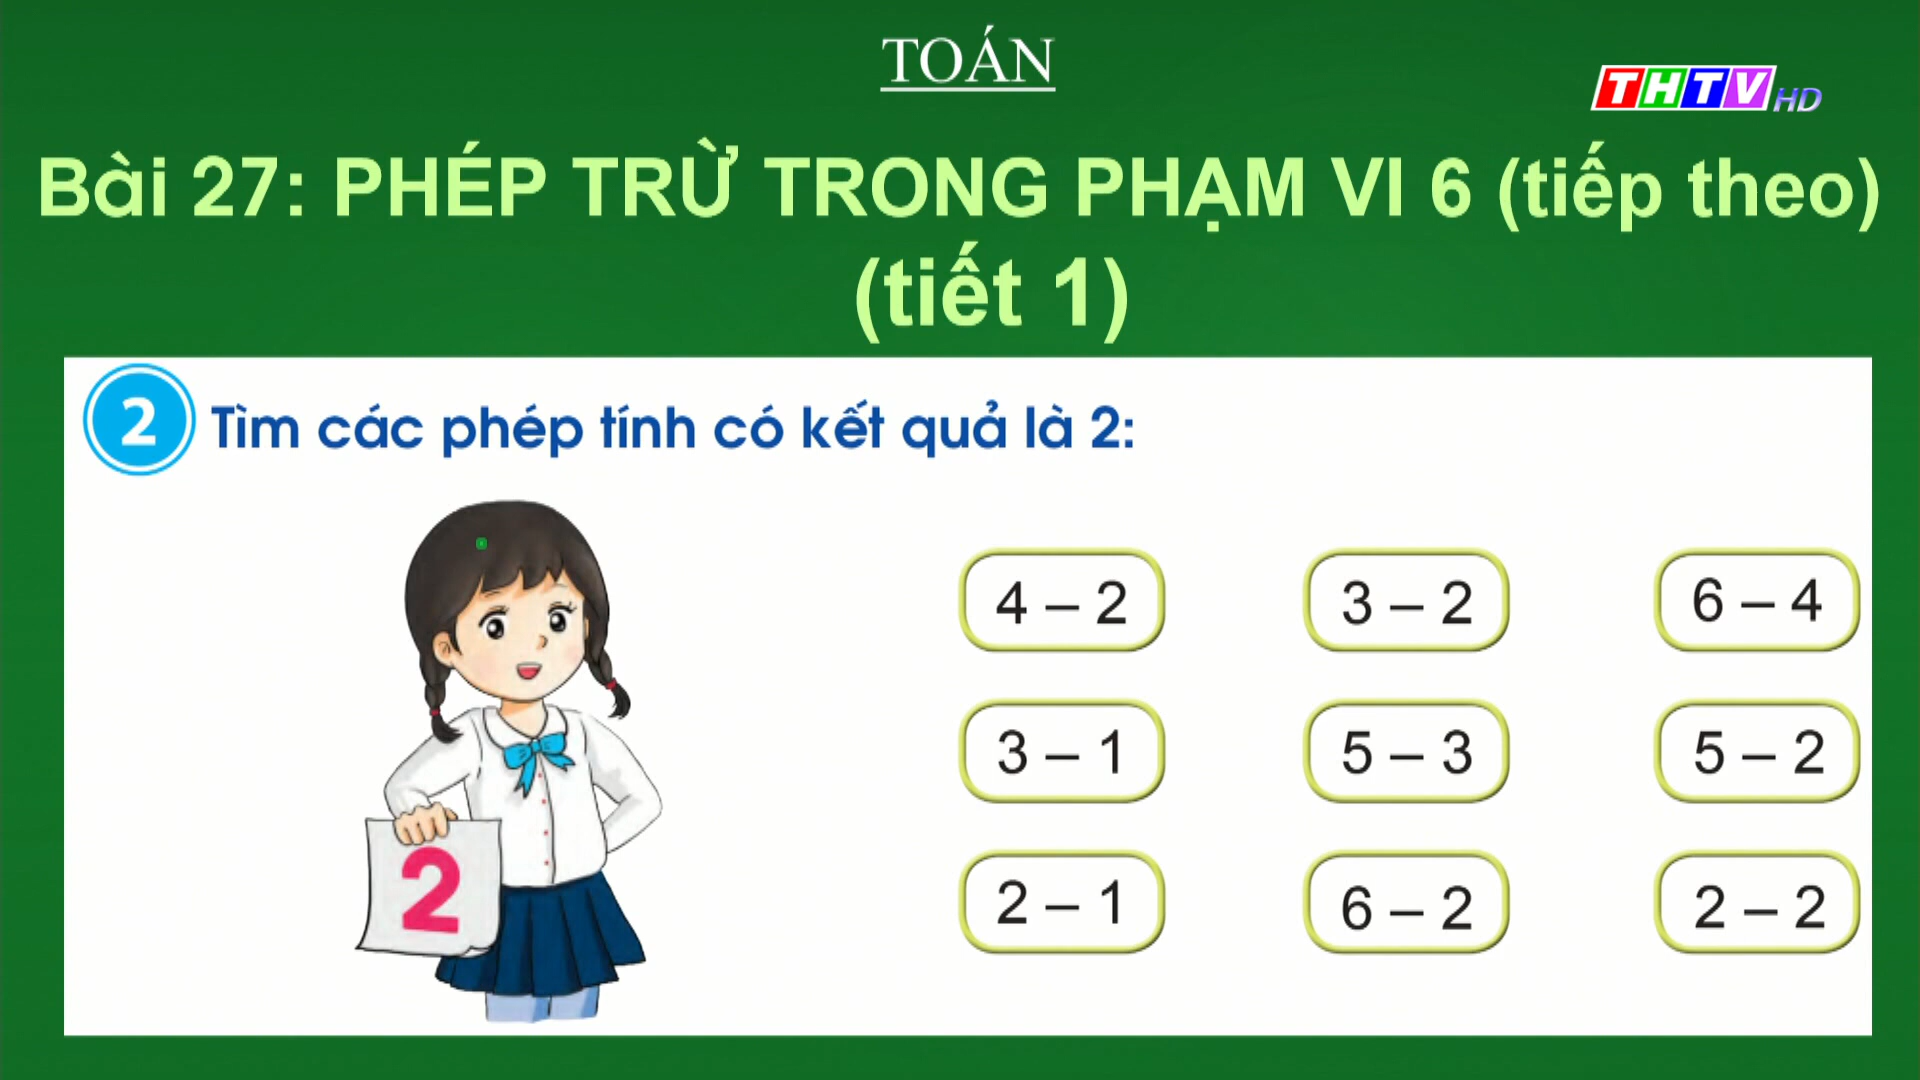 TOÁN
THTV HD
Bài 27: PHÉP TRỪ TRONG PHẠM VI 6 (tiếp theo)
(tiết 1)
2 Tìm các phép tính có kết quả là 2:
4 – 2 3 – 2 6 – 4
3 – 1 5 – 3 5 – 2
2 – 1 6 – 2 2 – 2
2